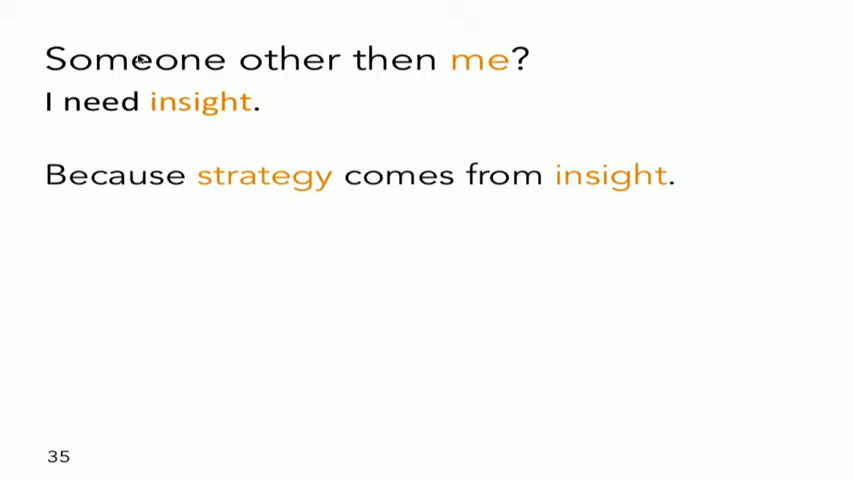 Someone other then me?
I need insight.
Because strategy comes from insight.
35